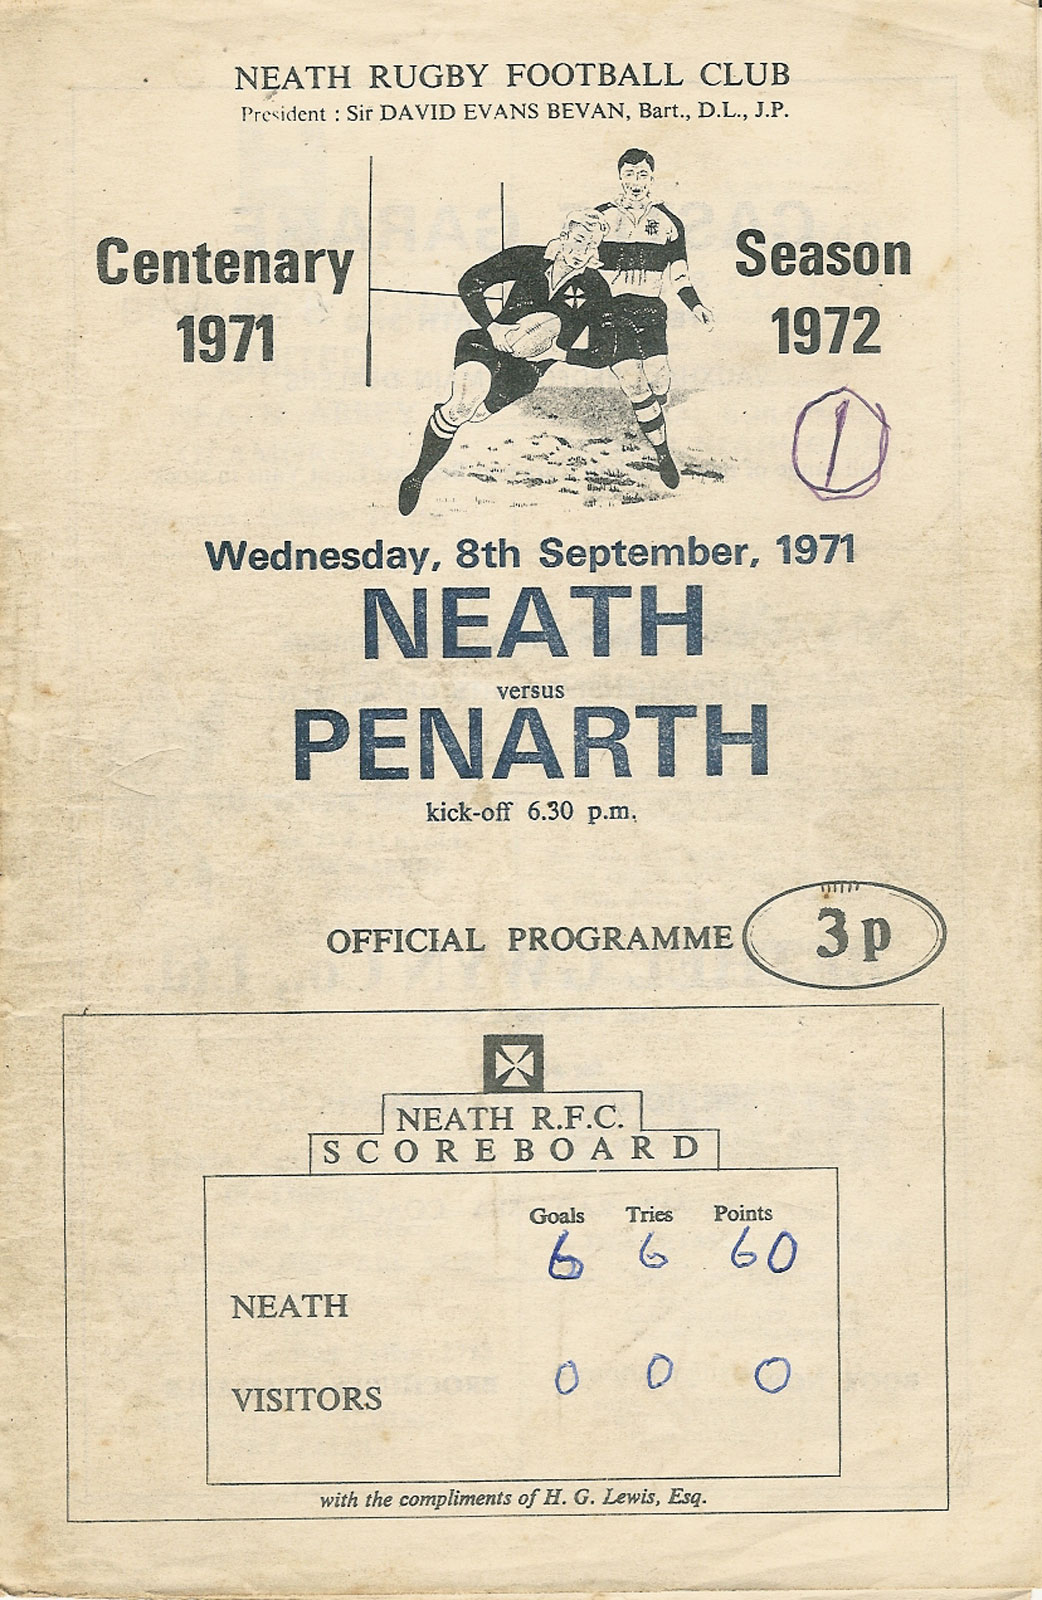 NEATH RUGBY FOOTBALL CLUB
President : Sir DAVID EVANS BEVAN, Bart., D.L., J.P.
Centenary Season
1971 1972
1
Wednesday, 8th September, 1971
NEATH
versus
PENARTH
kick-off 6.30 p.m.
OFFICIAL PROGRAMME 3p
NEATH R.F.C.
SCOREBOARD
Goals Tries Points
6 6 60
NEATH
0 0 0
VISITORS
with the compliments of H. G. Lewis, Esq.